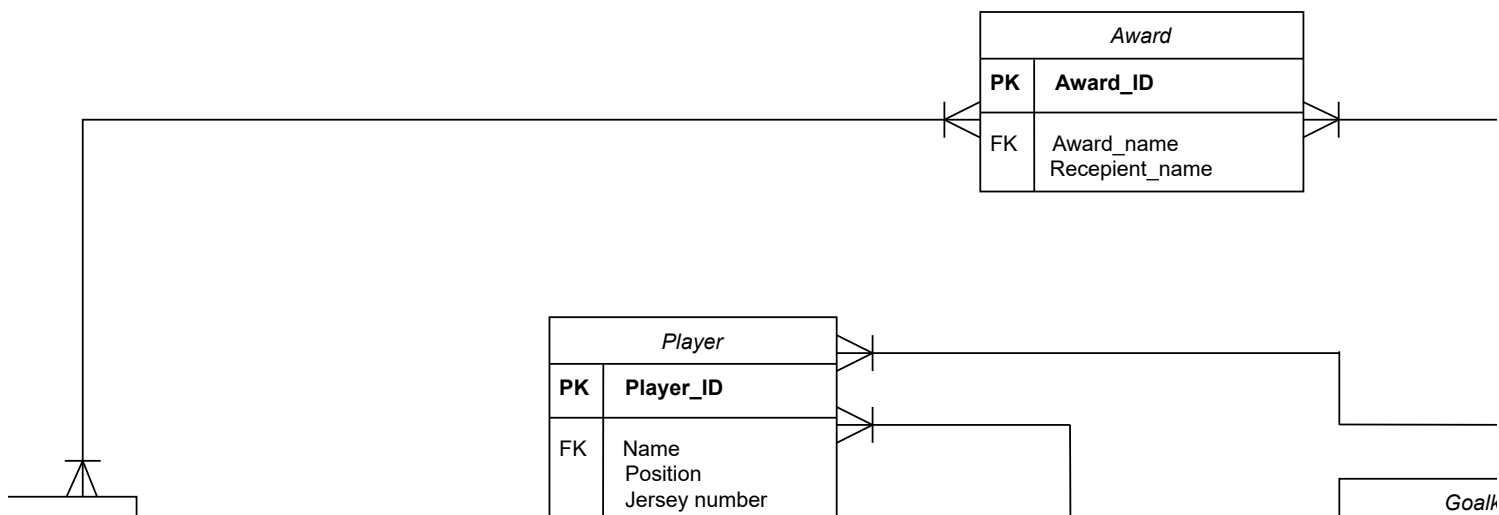 Award
PK Award_ID
FK Award_name
Recepient_name
Player
PK Player_ID
FK Name
Position
Jersey number
Goalk